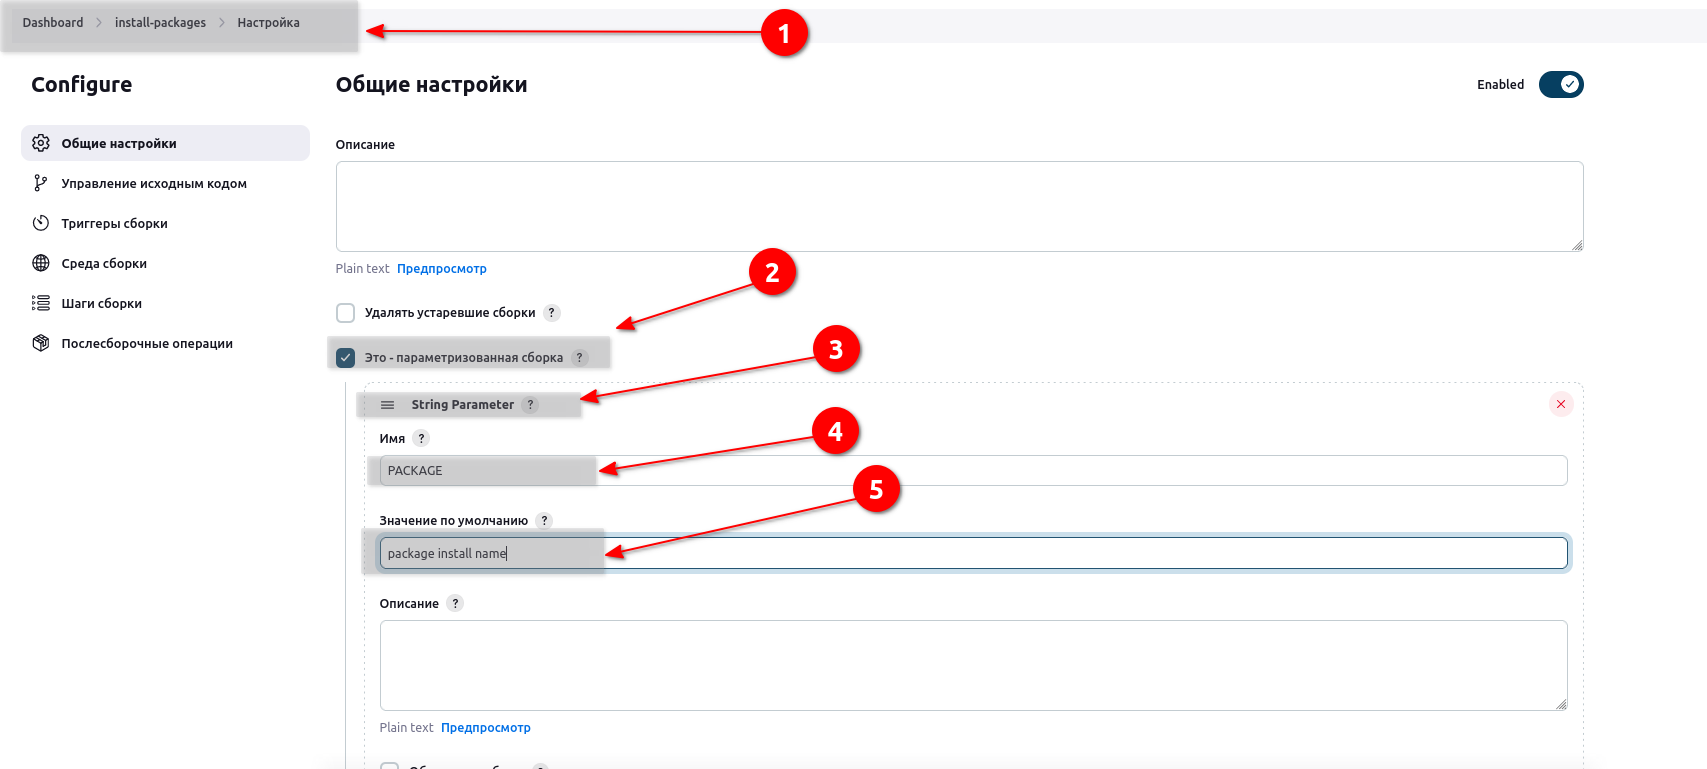 Dashboard > install-packages > Настройка
1
Configure
Общие настройки
Enabled
Общие настройки
Управление исходным кодом
Триггеры сборки
Среда сборки
Шаги сборки
Послесборочные операции
Описание
Plain text Предпросмотр
2
Удалять устаревшие сборки ?
Это - параметризованная сборка ?
3
String Parameter ?
4
Имя ?
PACKAGE
5
Значение по умолчанию ?
package install name
Описание ?
Plain text Предпросмотр